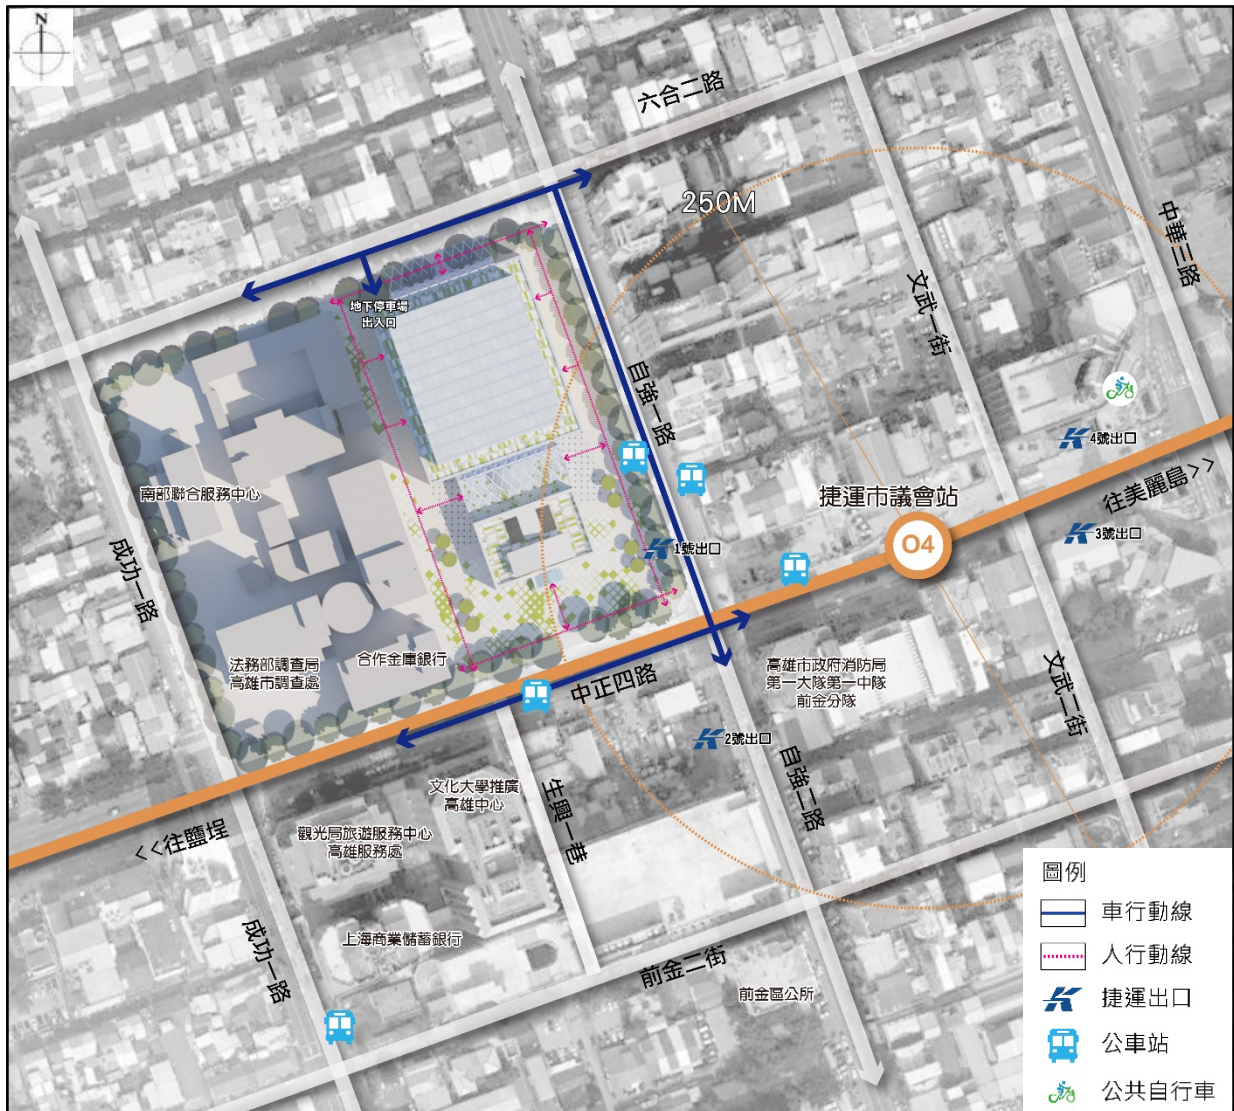 N
六合二路
250M
中華三路
文武一街
地下停車場
出入口
自強一路
4號出口
往美麗島>>
捷運市議會站
南部聯合服務中心
3號出口
O4
1號出口
成功一路
法務部調查局
高雄市調查處
合作金庫銀行
中正四路
高雄市政府消防局
第一大隊第一中隊
前金分隊
文武二街
2號出口
自強二路
文化大學推廣
高雄中心
生興一巷
<<往鹽埕
觀光局旅遊服務中心
高雄服務處
成功一路
上海商業儲蓄銀行
前金二街
前金區公所
圖例
車行動線
人行動線
捷運出口
公車站
公共自行車